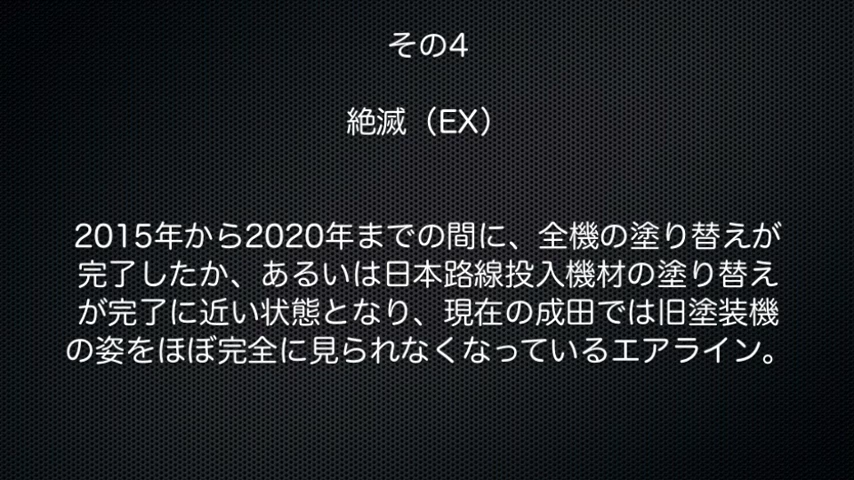 その4
絶滅（EX）
2015年から2020年までの間に、全機の塗り替えが
完了したか、あるいは日本路線投入機材の塗り替え
が完了に近い状態となり、現在の成田では旧塗装機
の姿をほぼ完全に見られなくなっているエアライン。